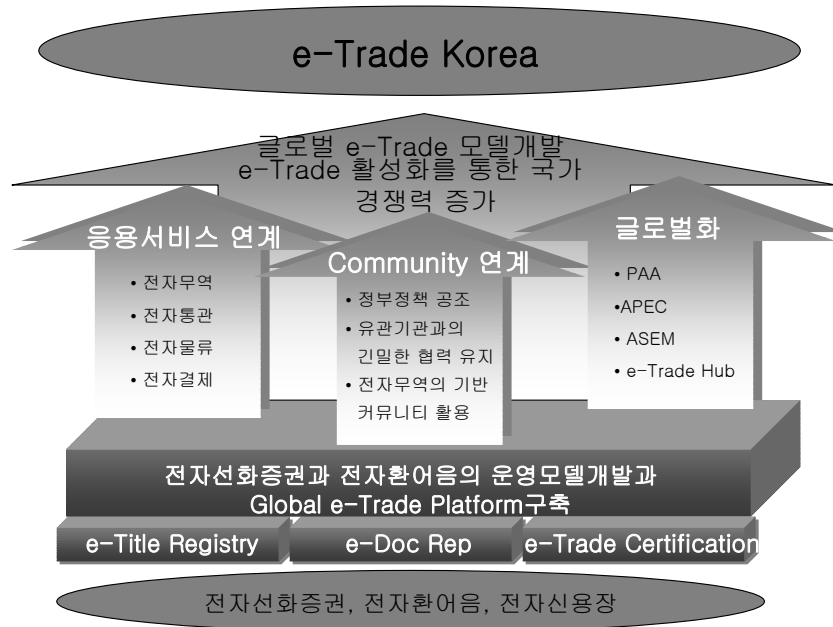 e-Trade Korea
글로벌 e-Trade 모델개발
e-Trade 활성화를 통한 국가
경쟁력 증가
응용서비스 연계
• 전자무역
• 전자통관
• 전자물류
• 전자결제
Community 연계
• 정부정책 공조
• 유관기관과의
긴밀한 협력 유지
• 전자무역의 기반
커뮤니티 활용
글로벌화
• PAA
•APEC
• ASEM
• e-Trade Hub
전자선화증권과 전자환어음의 운영모델개발과
Global e-Trade Platform구축
e-Title Registry
e-Doc Rep
e-Trade Certification
전자선화증권, 전자환어음, 전자신용장